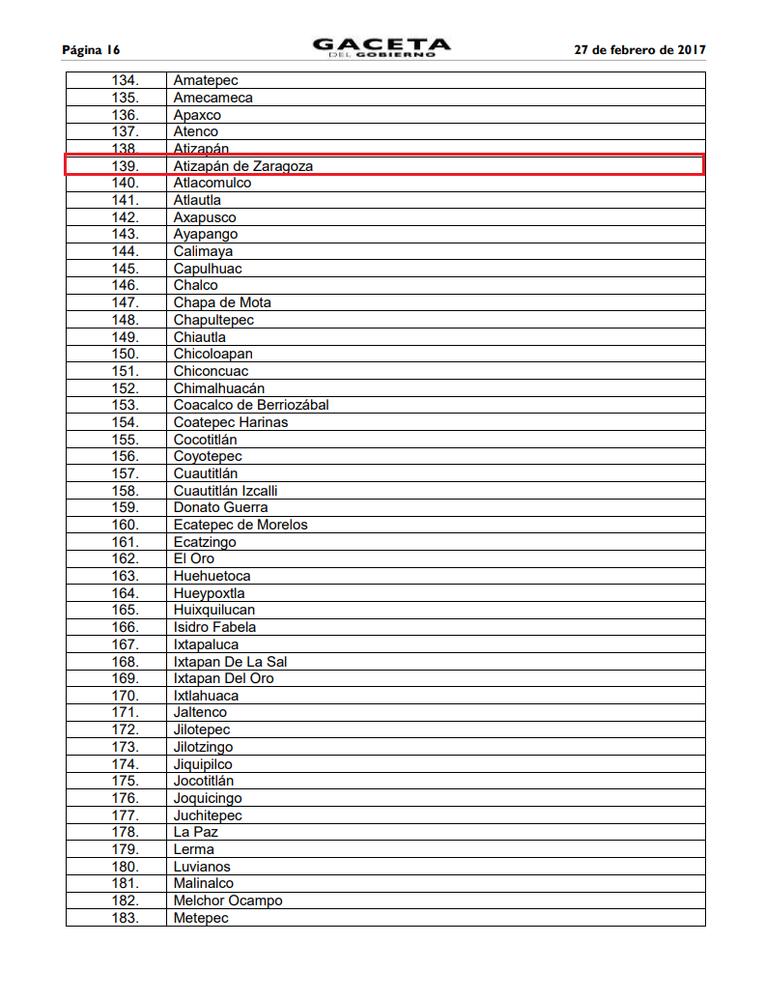 Página 16
GACETA
DEL GOBIERNO
27 de febrero de 2017
134. Amatepec
135. Amecameca
136. Apaxco
137. Atenco
138. Atizapán
139. Atizapán de Zaragoza
140. Atlacomulco
141. Atlautla
142. Axapusco
143. Ayapango
144. Calimaya
145. Capulhuac
146. Chalco
147. Chapa de Mota
148. Chapultepec
149. Chiautla
150. Chicoloapan
151. Chiconcuac
152. Chimalhuacán
153. Coacalco de Berriozábal
154. Coatepec Harinas
155. Cocotitlán
156. Coyotepec
157. Cuautitlán
158. Cuautitlán Izcalli
159. Donato Guerra
160. Ecatepec de Morelos
161. Ecatzingo
162. El Oro
163. Huehuetoca
164. Hueypoxtla
165. Huixquilucan
166. Isidro Fabela
167. Ixtapaluca
168. Ixtapan De La Sal
169. Ixtapan Del Oro
170. Ixtlahuaca
171. Jaltenco
172. Jilotepec
173. Jilotzingo
174. Jiquipilco
175. Jocotitlán
176. Joquicingo
177. Juchitepec
178. La Paz
179. Lerma
180. Luvianos
181. Malinalco
182. Melchor Ocampo
183. Metepec